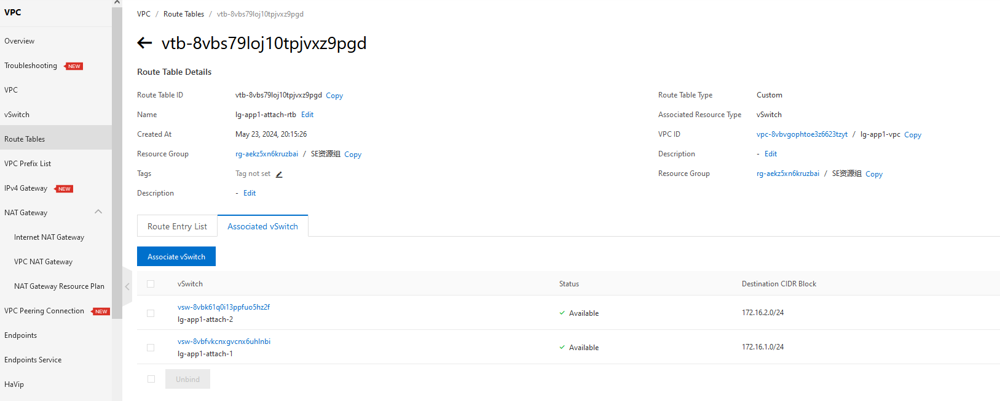 VPC
Overview
Troubleshooting NEW
VPC
vSwitch
Route Tables
VPC Prefix List
IPv4 Gateway NEW
NAT Gateway
Internet NAT Gateway
VPC NAT Gateway
NAT Gateway Resource Plan
VPC Peering Connection NEW
Endpoints
Endpoints Service
HaVip
VPC / Route Tables / vtb-8vbs79loj10tpjvxz9pgd
vtb-8vbs79loj10tpjvxz9pgd
Route Table Details
Route Table ID vtb-8vbs79loj10tpjvxz9pgd Copy
Route Table Type Custom
Name lg-app1-attach-rtb Edit
Associated Resource Type vSwitch
Created At May 23, 2024, 20:15:26
VPC ID vpc-8vbvgophtoe3z6623tzyt / lg-app1-vpc Copy
Resource Group rg-aekz5xn6kruzbai / SE资源组 Copy
Description - Edit
Tags Tag not set
Resource Group rg-aekz5xn6kruzbai / SE资源组 Copy
Description - Edit
Route Entry List Associated vSwitch
Associate vSwitch
vSwitch Status Destination CIDR Block
vsw-8vbk61q0i13ppfuo5hz2f
lg-app1-attach-2
Available 172.16.2.0/24
vsw-8vbfvkcnxgvcnx6uhlnbi
lg-app1-attach-1
Available 172.16.1.0/24
Unbind